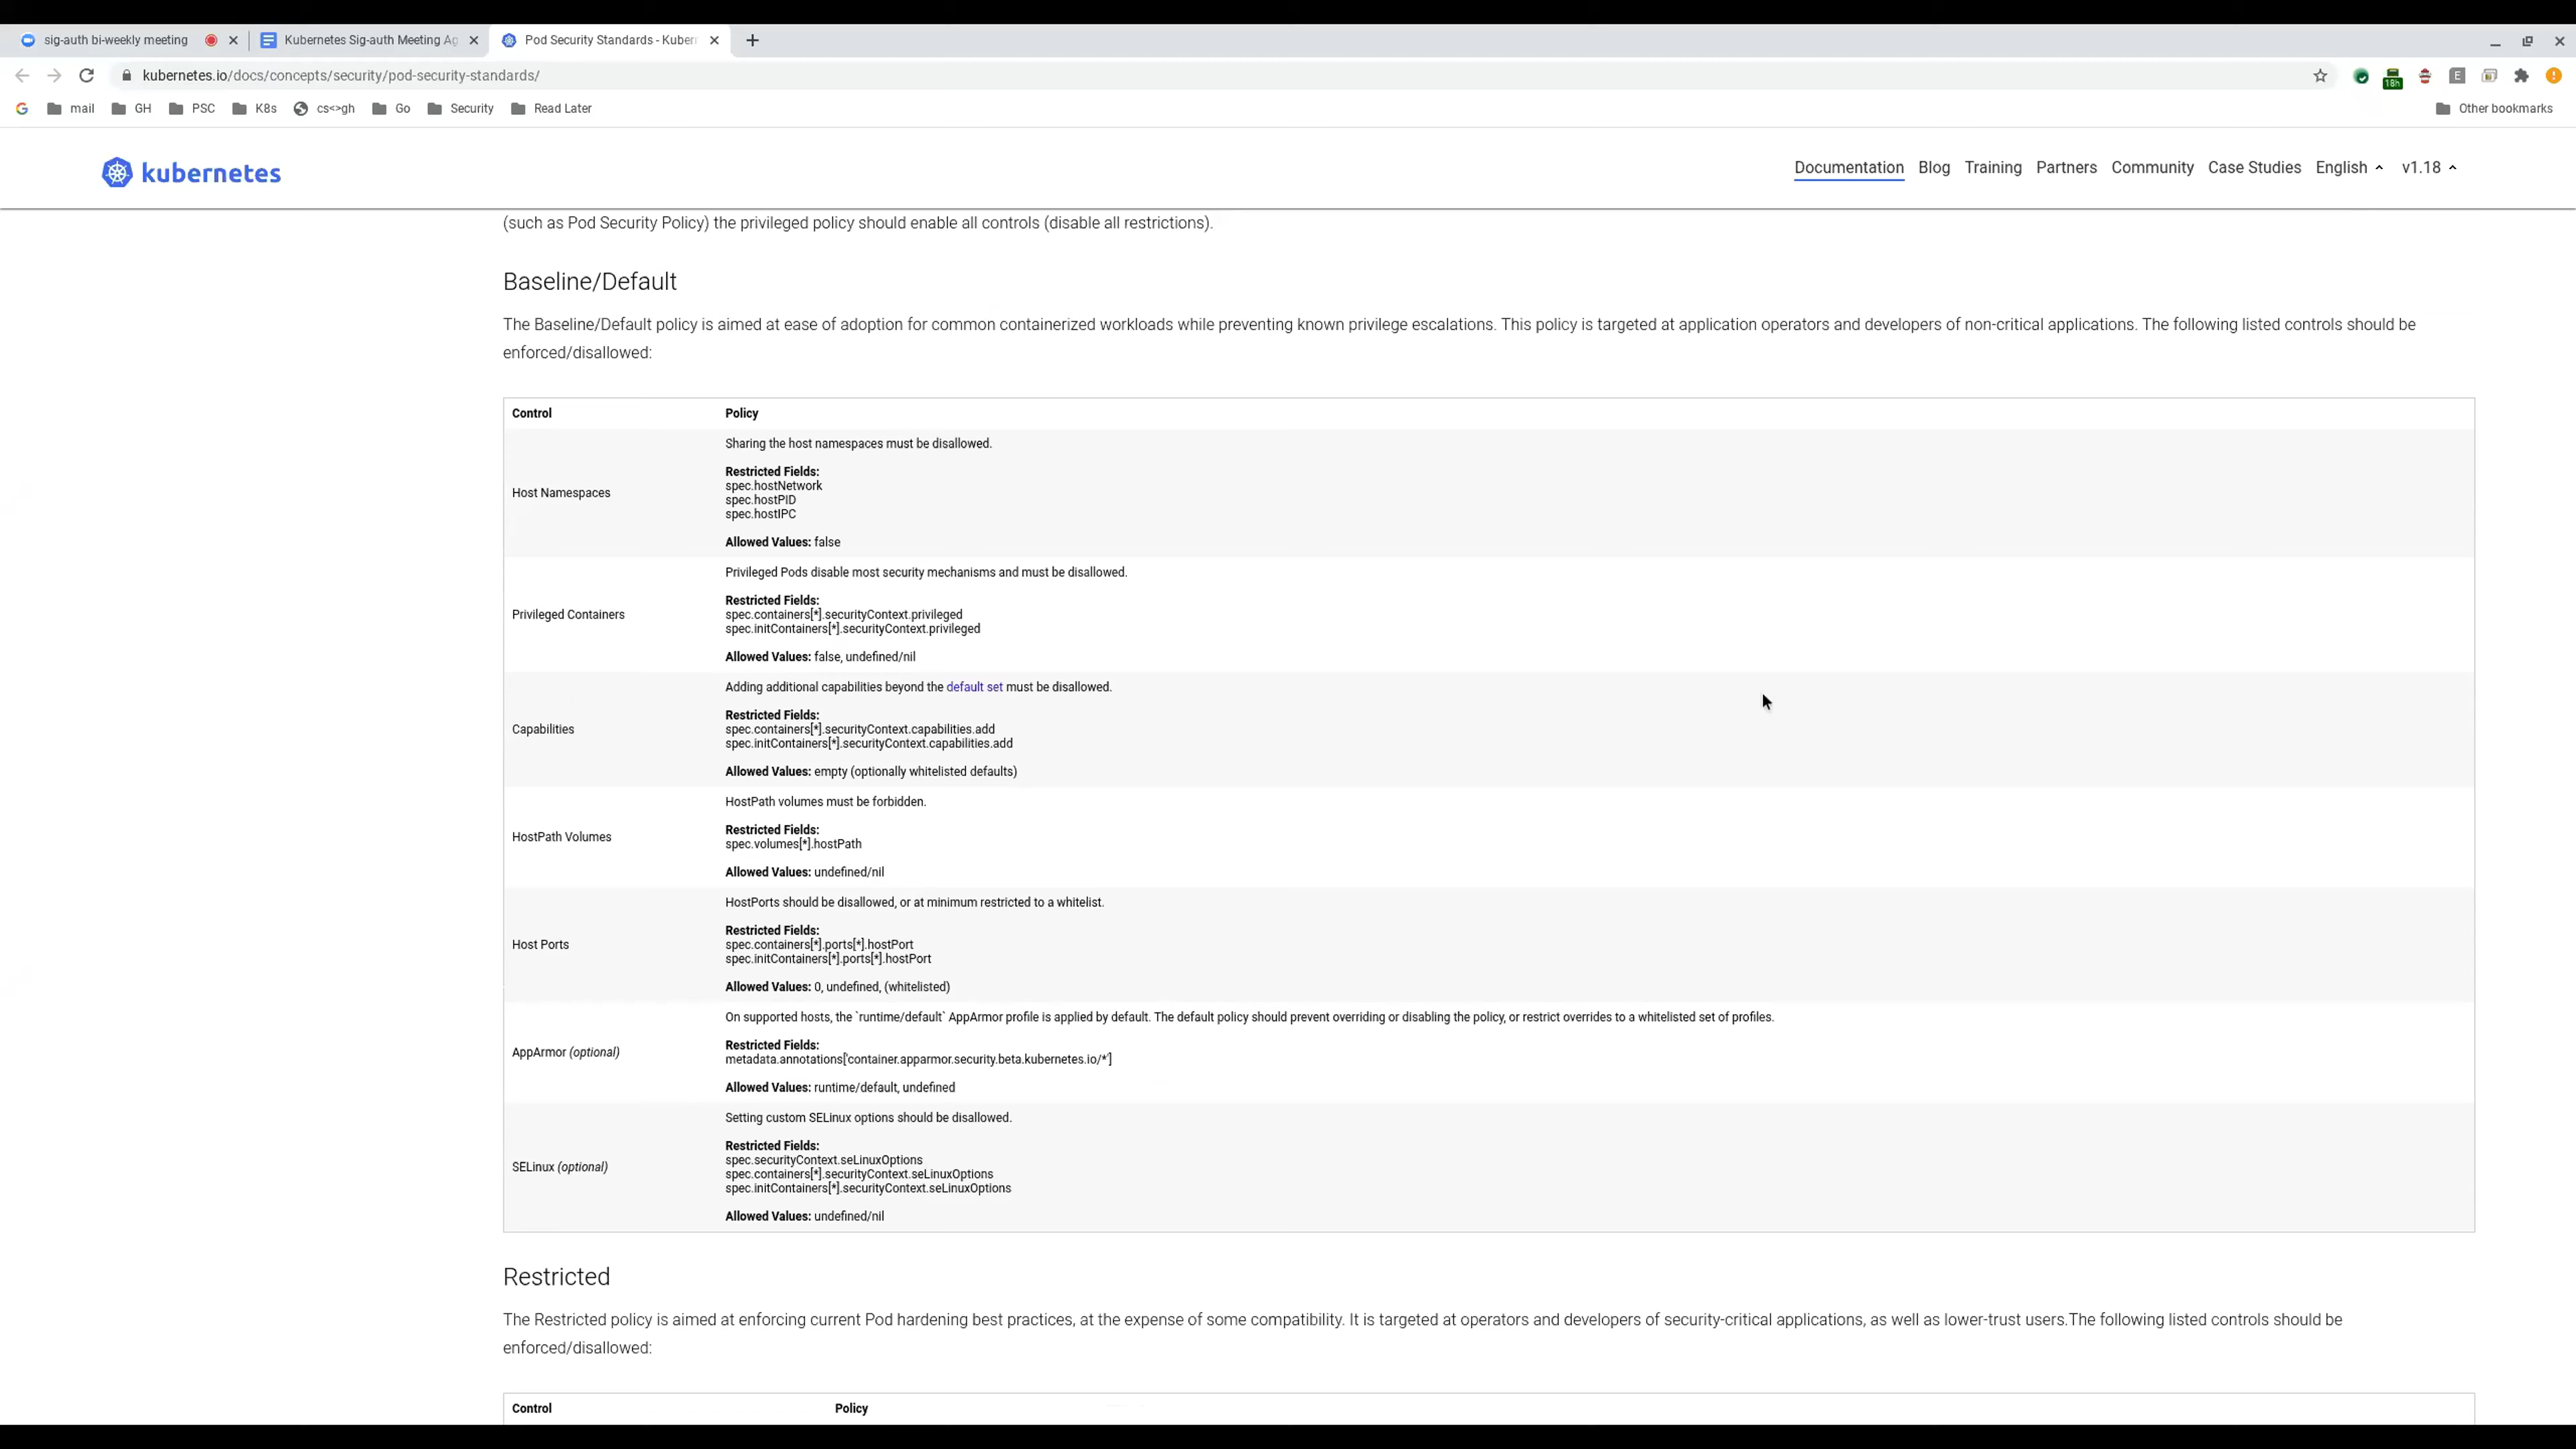 sig-auth bi-weekly meeting
Kubernetes Sig-auth Meeting Ag
Pod Security Standards - Kuber
kubernetes.io/docs/concepts/security/pod-security-standards/
18h
E
mail
GH
PSC
K8s
cs<>gh
Go
Security
Read Later
Other bookmarks
kubernetes
Documentation Blog Training Partners Community Case Studies English v1.18
(such as Pod Security Policy) the privileged policy should enable all controls (disable all restrictions).
Baseline/Default
The Baseline/Default policy is aimed at ease of adoption for common containerized workloads while preventing known privilege escalations. This policy is targeted at application operators and developers of non-critical applications. The following listed controls should be
enforced/disallowed:
Control Policy
Host Namespaces
Sharing the host namespaces must be disallowed.
Restricted Fields:
spec.hostNetwork
spec.hostPID
spec.hostIPC
Allowed Values: false
Privileged Containers
Privileged Pods disable most security mechanisms and must be disallowed.
Restricted Fields:
spec.containers[*].securityContext.privileged
spec.initContainers[*].securityContext.privileged
Allowed Values: false, undefined/nil
Capabilities
Adding additional capabilities beyond the default set must be disallowed.
Restricted Fields:
spec.containers[*].securityContext.capabilities.add
spec.initContainers[*].securityContext.capabilities.add
Allowed Values: empty (optionally whitelisted defaults)
HostPath Volumes
HostPath volumes must be forbidden.
Restricted Fields:
spec.volumes[*].hostPath
Allowed Values: undefined/nil
Host Ports
HostPorts should be disallowed, or at minimum restricted to a whitelist.
Restricted Fields:
spec.containers[*].ports[*].hostPort
spec.initContainers[*].ports[*].hostPort
Allowed Values: 0, undefined, (whitelisted)
AppArmor (optional)
On supported hosts, the `runtime/default` AppArmor profile is applied by default. The default policy should prevent overriding or disabling the policy, or restrict overrides to a whitelisted set of profiles.
Restricted Fields:
metadata.annotations['container.apparmor.security.beta.kubernetes.io/*']
Allowed Values: runtime/default, undefined
SELinux (optional)
Setting custom SELinux options should be disallowed.
Restricted Fields:
spec.securityContext.seLinuxOptions
spec.containers[*].securityContext.seLinuxOptions
spec.initContainers[*].securityContext.seLinuxOptions
Allowed Values: undefined/nil
Restricted
The Restricted policy is aimed at enforcing current Pod hardening best practices, at the expense of some compatibility. It is targeted at operators and developers of security-critical applications, as well as lower-trust users.The following listed controls should be
enforced/disallowed:
Control Policy